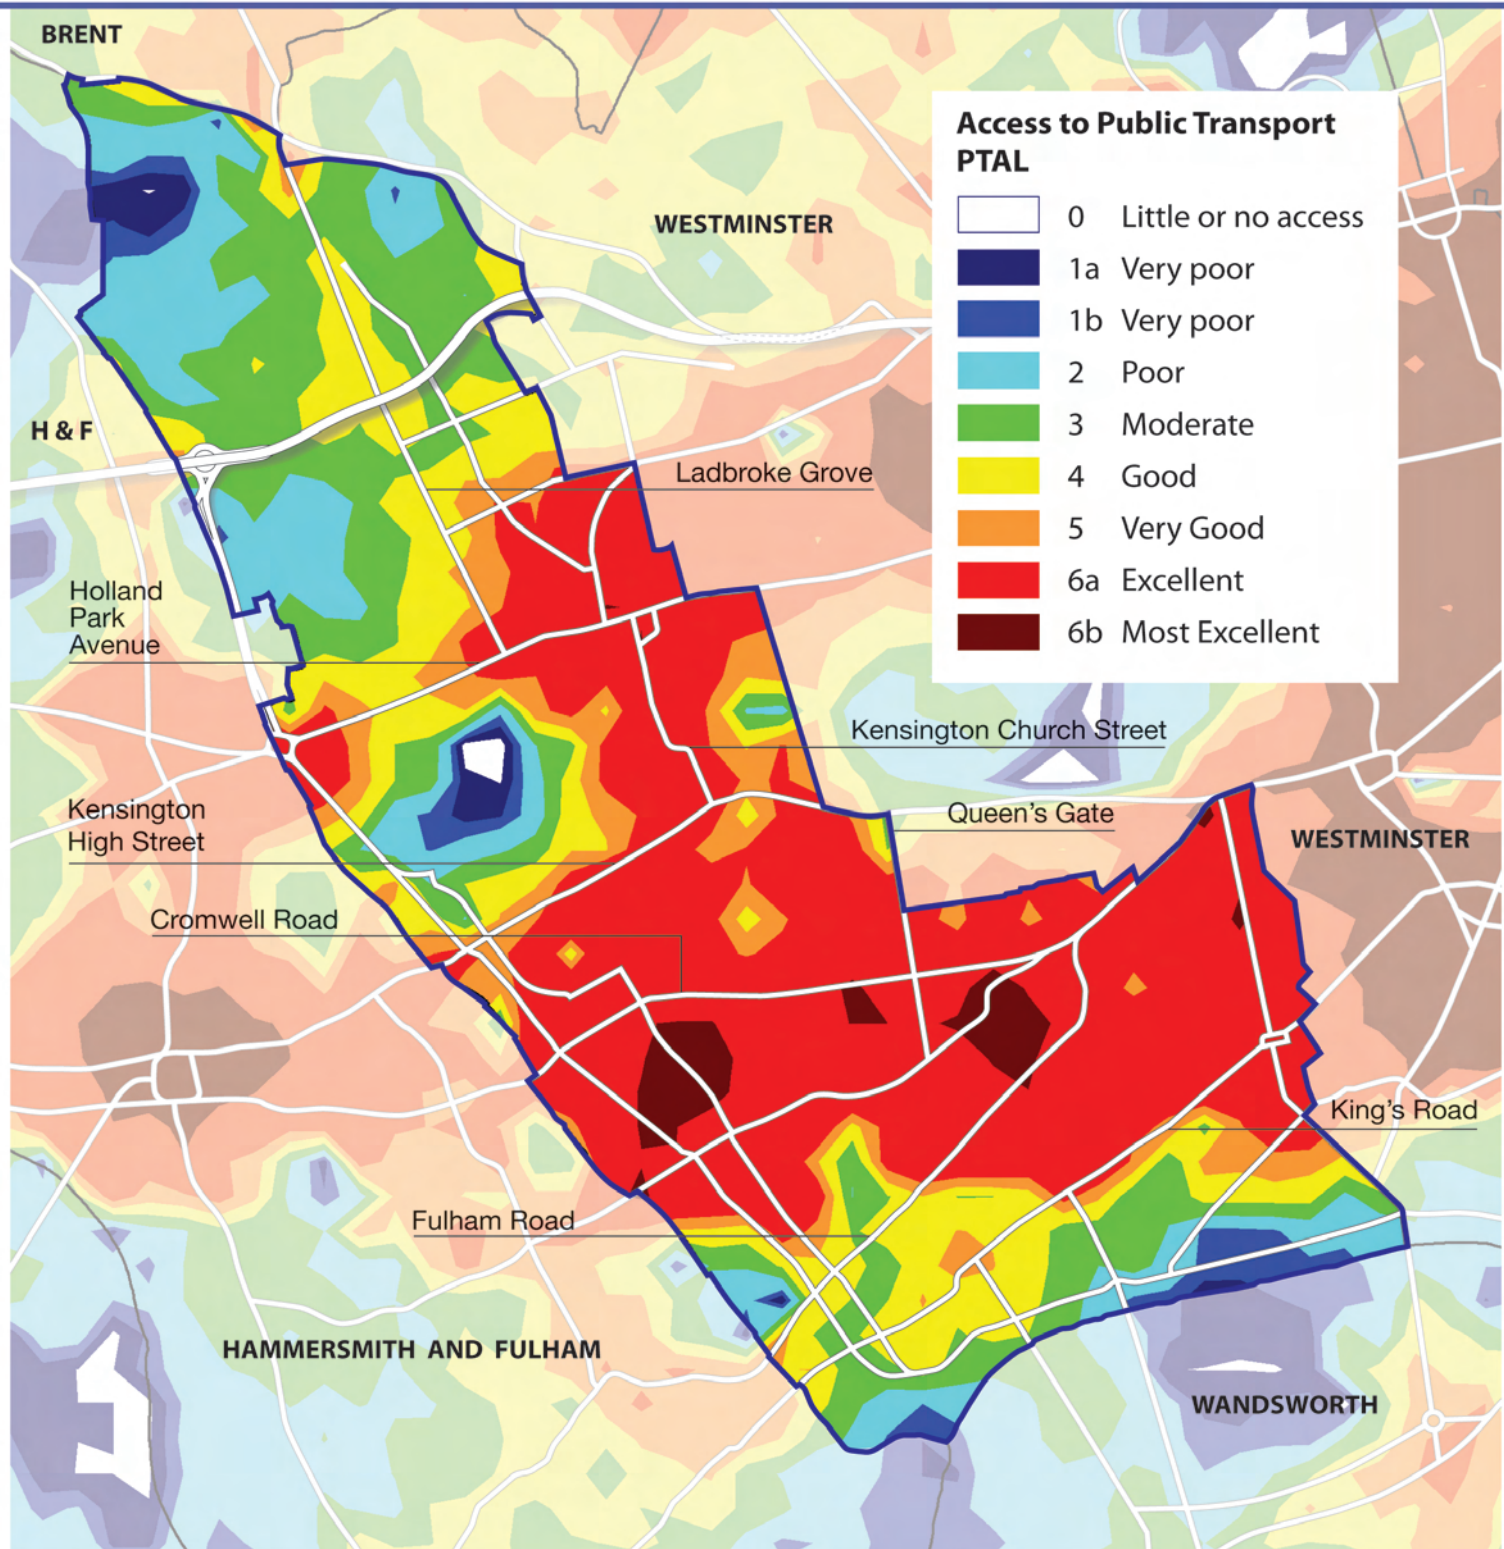 BRENT
Access to Public Transport
PTAL
0 Little or no access
1a Very poor
1b Very poor
2 Poor
3 Moderate
4 Good
5 Very Good
6a Excellent
6b Most Excellent
WESTMINSTER
H & F
Ladbroke Grove
Holland
Park
Avenue
Kensington Church Street
Kensington
High Street
Queen's Gate
WESTMINSTER
Cromwell Road
King's Road
Fulham Road
HAMMERSMITH AND FULHAM
WANDSWORTH